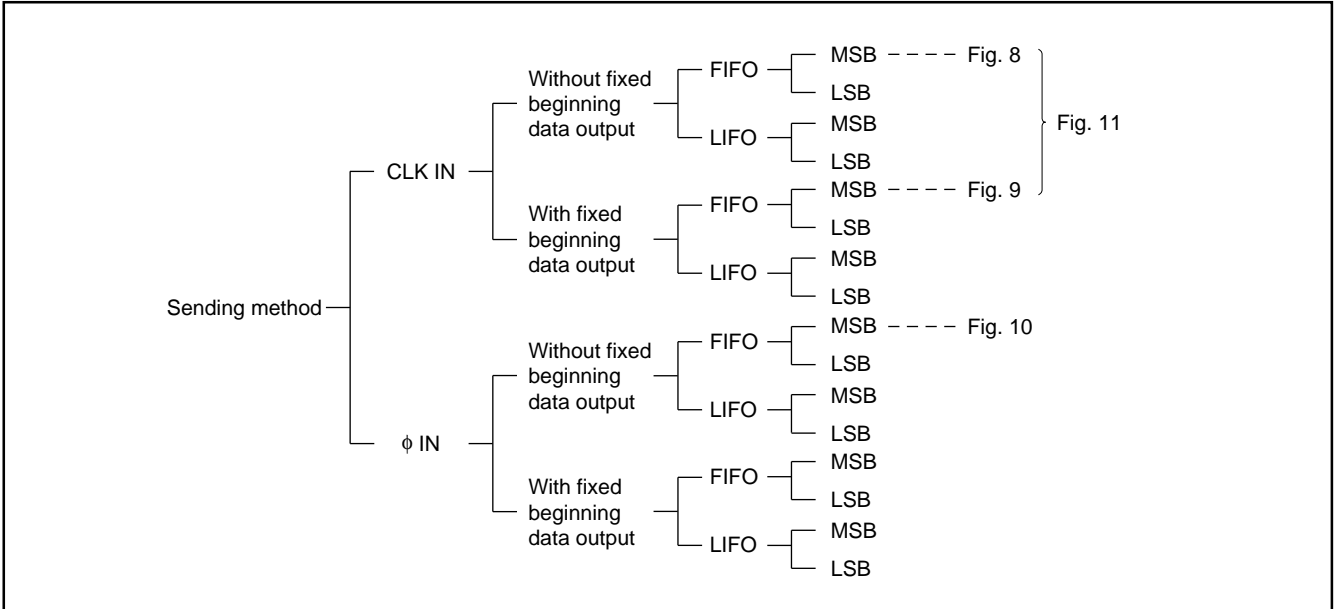 MSB
Fig. 8
FIFO
Without fixed
beginning
data output
LSB
MSB
Fig. 11
LIFO
LSB
CLK IN
MSB
Fig. 9
FIFO
With fixed
beginning
data output
LSB
MSB
LIFO
LSB
Sending method
MSB
Fig. 10
FIFO
Without fixed
beginning
data output
LSB
MSB
LIFO
LSB
ϕ IN
MSB
FIFO
With fixed
beginning
data output
LSB
MSB
LIFO
LSB